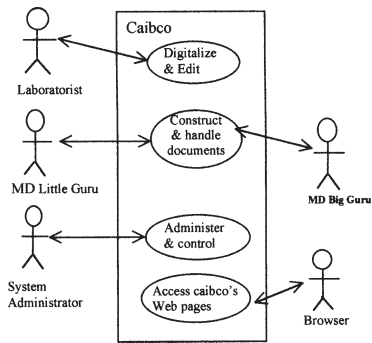 Caibco
Digitalize
& Edit
Laboratorist
Construct
& handle
documents
MD Little Guru
MD Big Guru
Administer
& control
System
Administrator
Access caibco's
Web pages
Browser